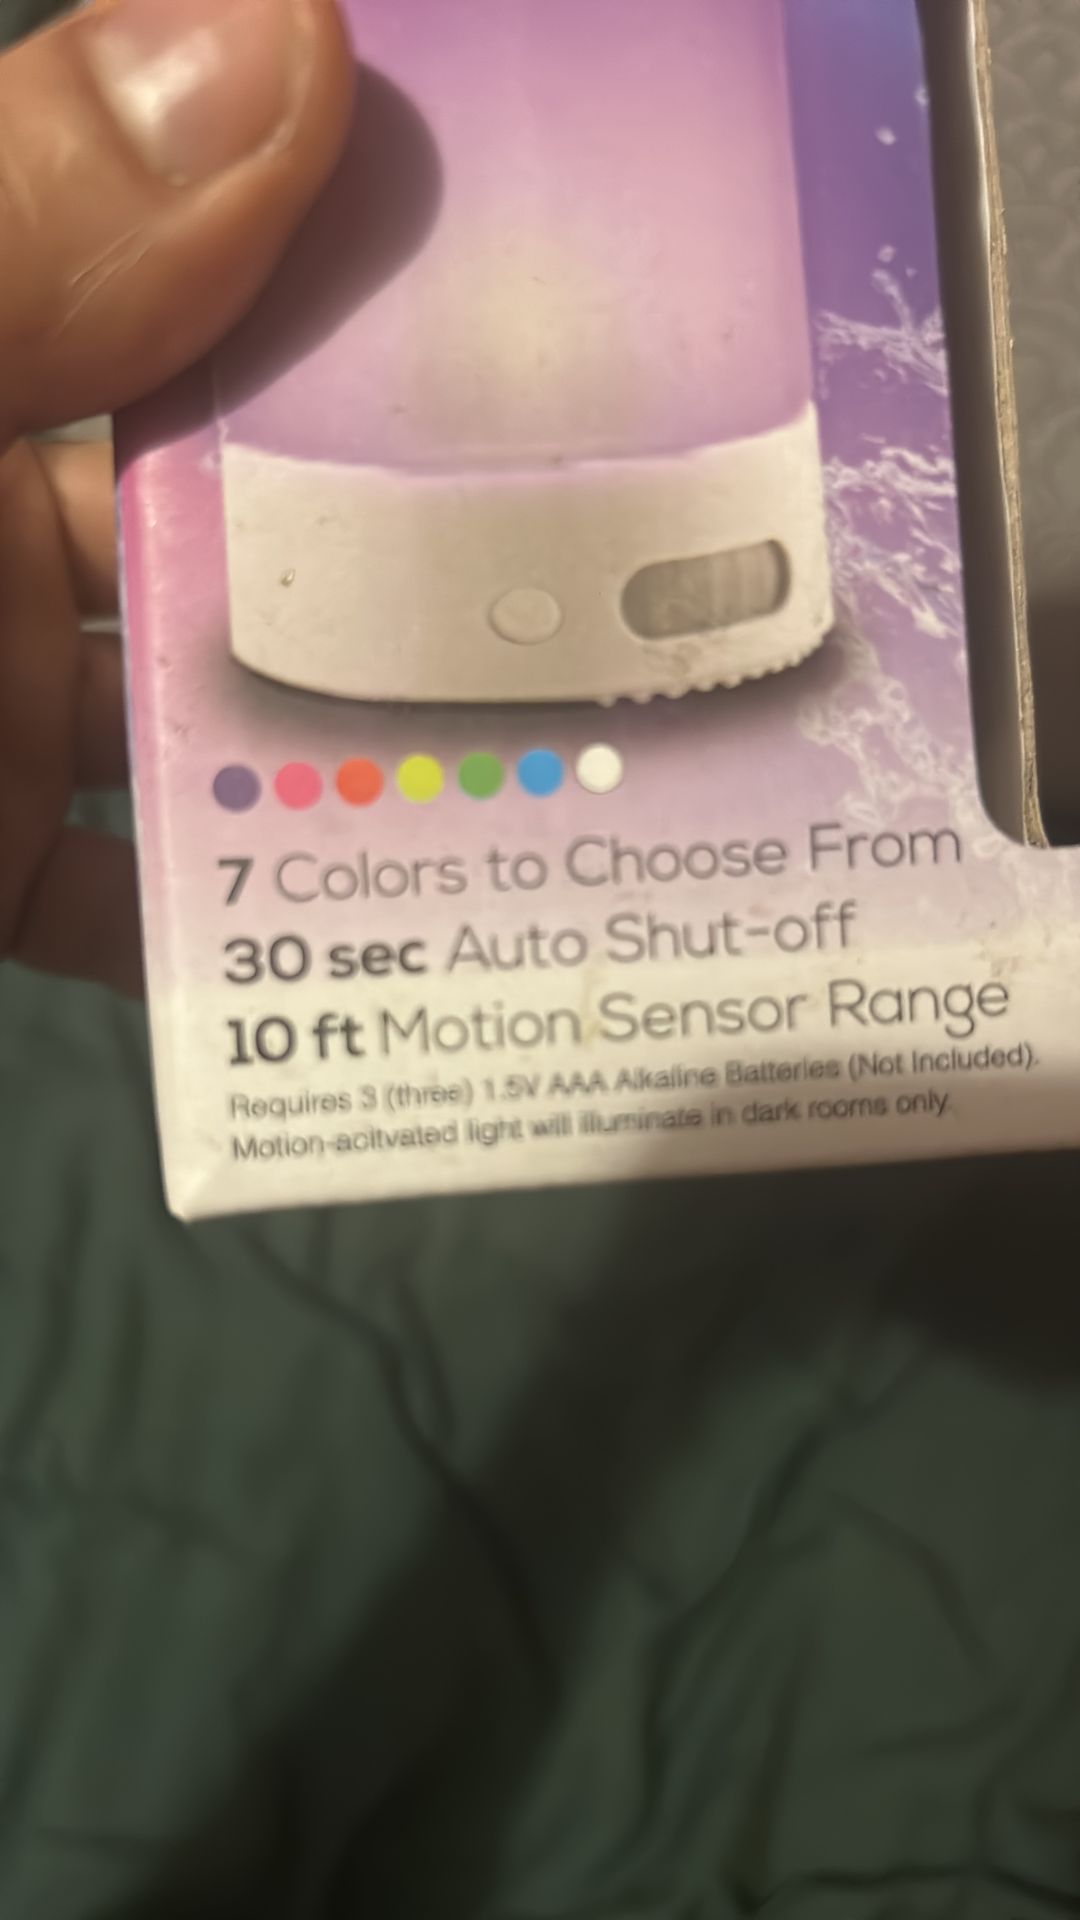 7 Colors to Choose From
30 sec Auto Shut-off
10 ft Motion Sensor Range
Requires 3 (three) 1.5V AAA Alkaline Batteries (Not Included).
Motion-acitvated light will illuminate in dark rooms only.